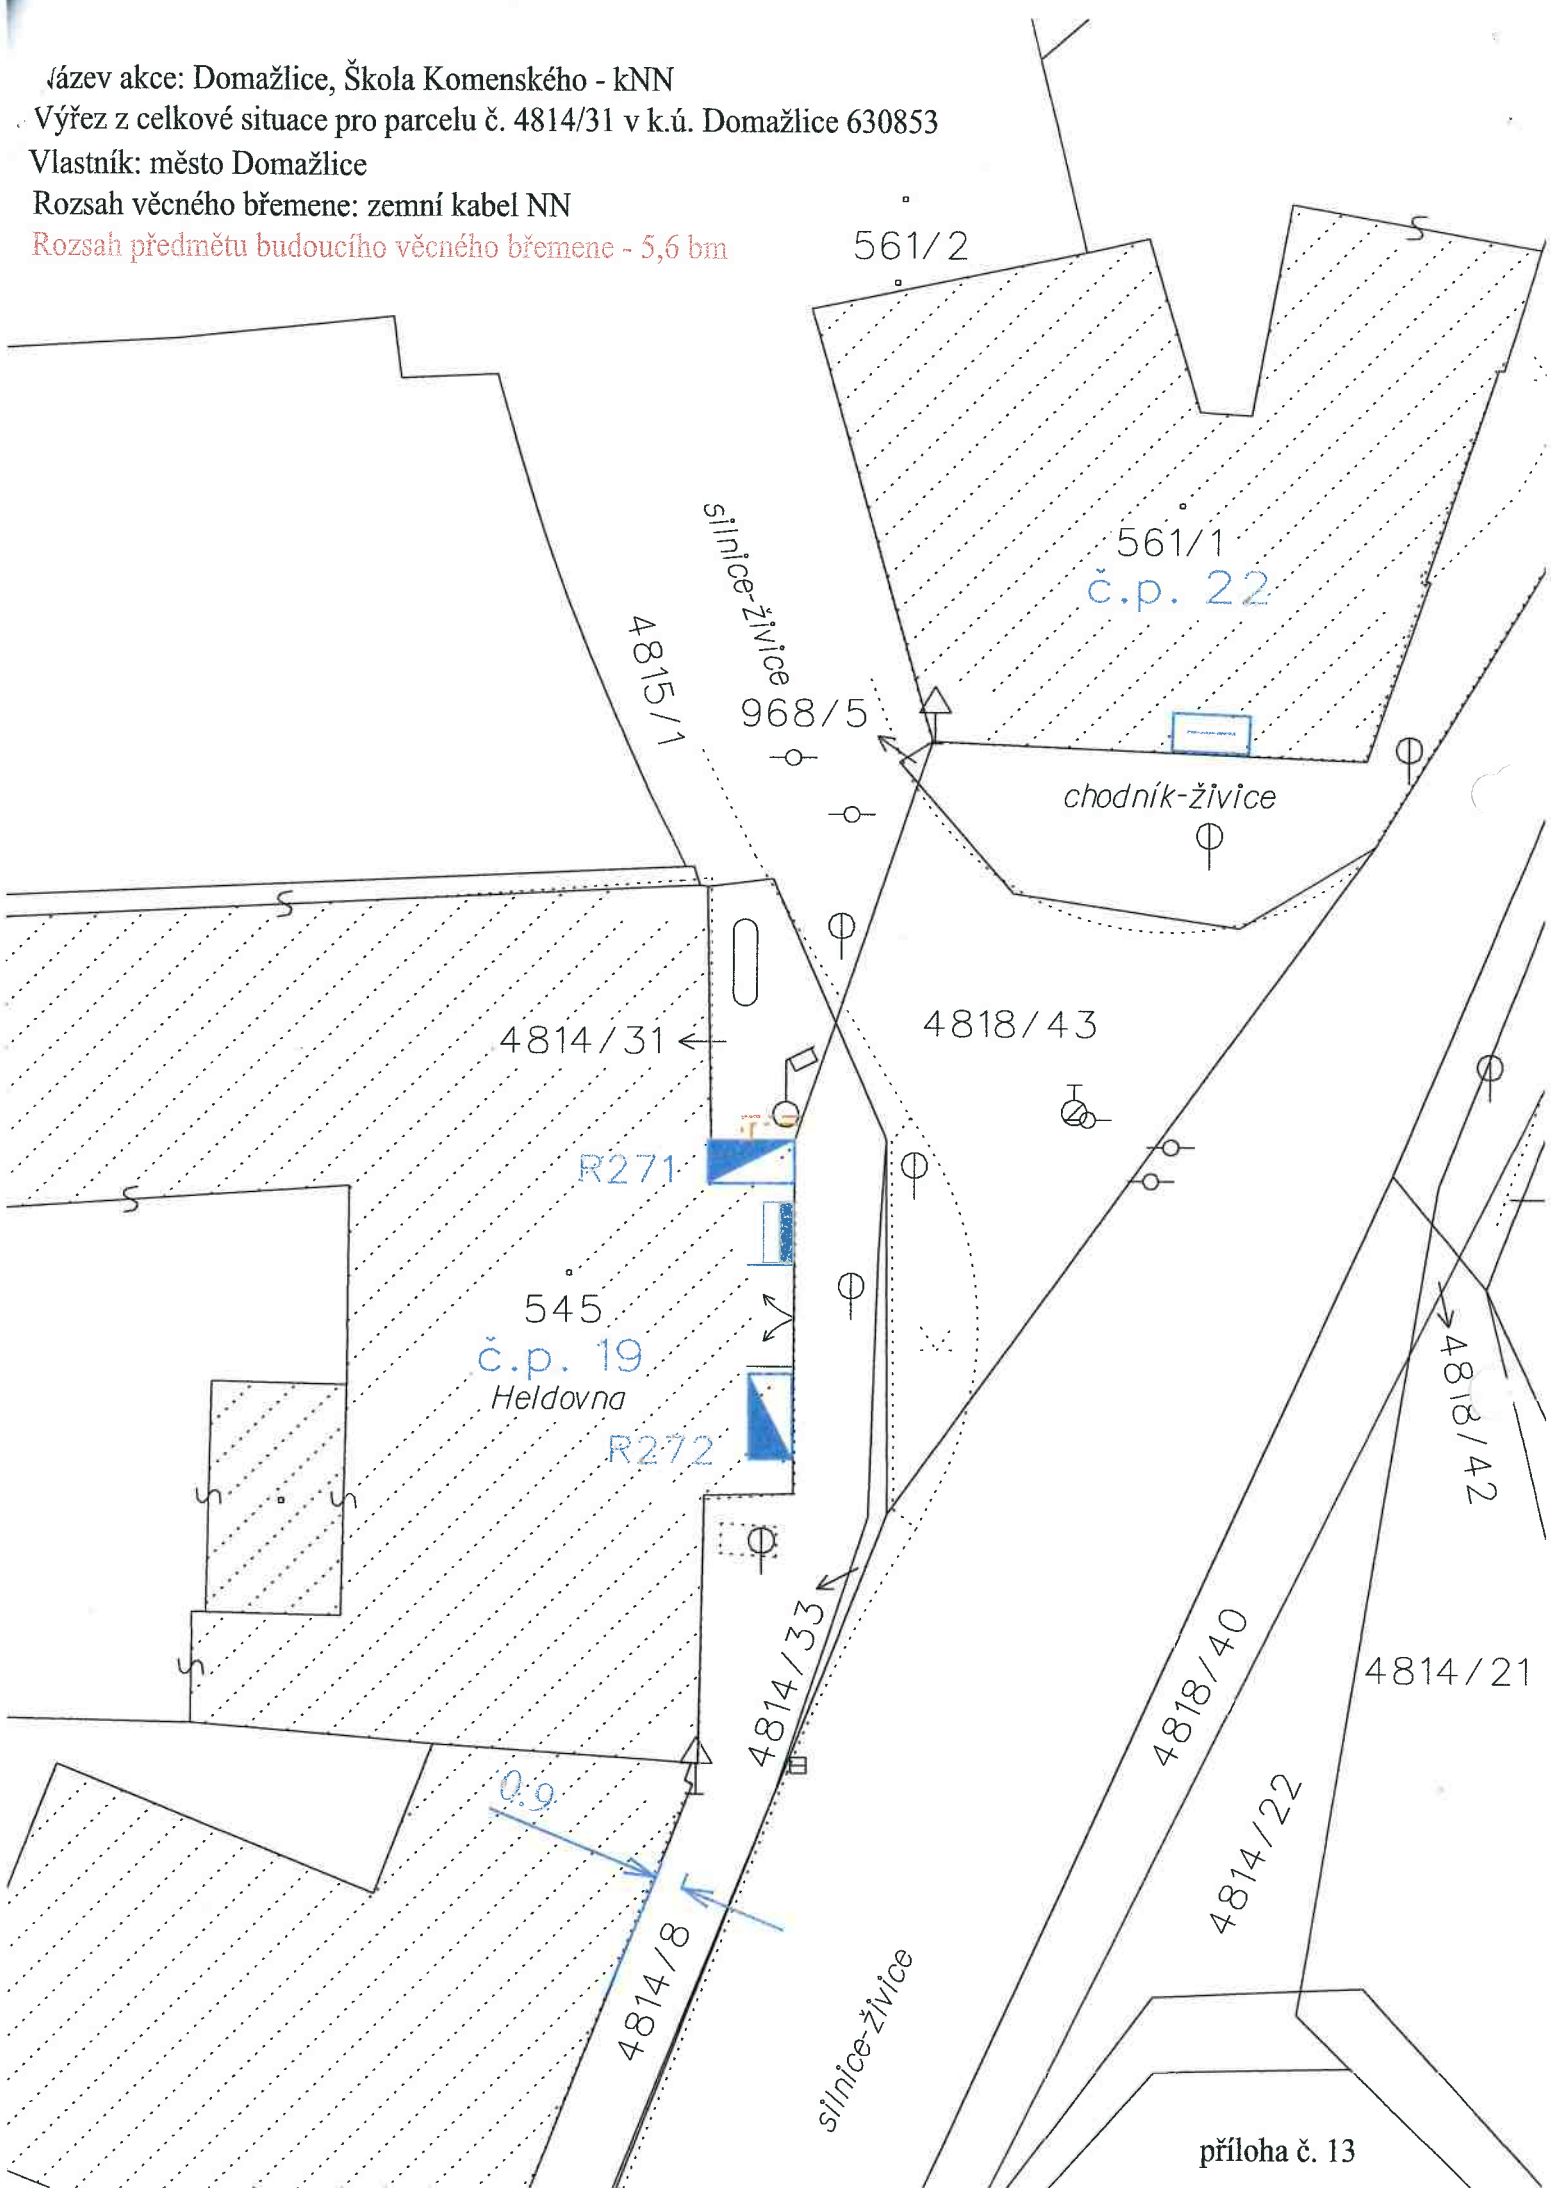 ázev akce: Domažlice, Škola Komenského - kNN
Výřez z celkové situace pro parcelu č. 4814/31 v k.ú. Domažlice 630853
Vlastník: město Domažlice
Rozsah věcného břemene: zemní kabel NN
Rozsah předmětu budoucího věcného břemene - 5,6 bm
561/2
561/1
č.p. 22
silnice-živice
4815/1
968/5
chodník-živice
4814/31
4818/43
R271
545
č.p. 19
Heldovna
R272
4818/42
4814/33
4818/40
4814/21
0.9
4814/22
4814/8
silnice-živice
příloha č. 13